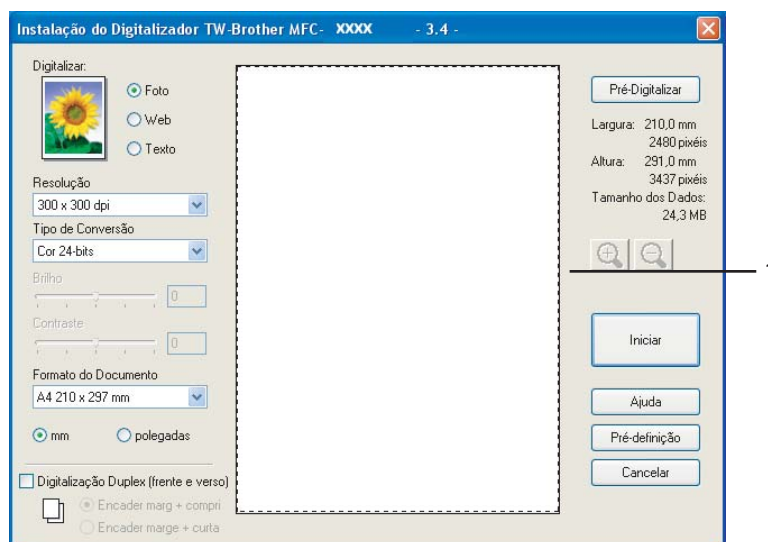 Instalação do Digitalizador TW-Brother MFC- XXXX - 3.4 -
Digitalizar:
Foto
Web
Texto
Resolução
300 x 300 dpi
Tipo de Conversão
Cor 24-bits
Brilho
0
Contraste
0
Formato do Documento
A4 210 x 297 mm
mm
polegadas
Digitalização Duplex (frente e verso)
Encader marg + compri
Encader marge + curta
Pré-Digitalizar
Largura: 210,0 mm
2480 pixéis
Altura: 291,0 mm
3437 pixéis
Tamanho dos Dados:
24,3 MB
Iniciar
Ajuda
Pré-definição
Cancelar